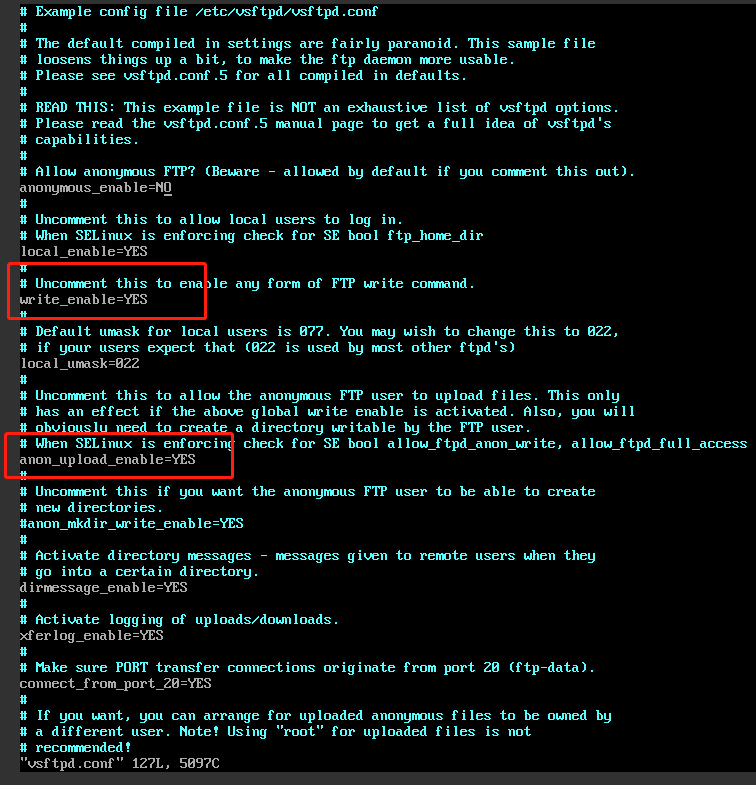 # Example config file /etc/vsftpd/vsftpd.conf
#
# The default compiled in settings are fairly paranoid. This sample file
# loosens things up a bit, to make the ftp daemon more usable.
# Please see vsftpd.conf.5 for all compiled in defaults.
#
# READ THIS: This example file is NOT an exhaustive list of vsftpd options.
# Please read the vsftpd.conf.5 manual page to get a full idea of vsftpd's
# capabilities.
#
# Allow anonymous FTP? (Beware - allowed by default if you comment this out).
anonymous_enable=NO
#
# Uncomment this to allow local users to log in.
# When SELinux is enforcing check for SE bool ftp_home_dir
local_enable=YES
#
# Uncomment this to enable any form of FTP write command.
write_enable=YES
#
# Default umask for local users is 077. You may wish to change this to 022,
# if your users expect that (022 is used by most other ftpd's)
local_umask=022
#
# Uncomment this to allow the anonymous FTP user to upload files. This only
# has an effect if the above global write enable is activated. Also, you will
# obviously need to create a directory writable by the FTP user.
# When SELinux is enforcing check for SE bool allow_ftpd_anon_write, allow_ftpd_full_access
anon_upload_enable=YES
#
# Uncomment this if you want the anonymous FTP user to be able to create
# new directories.
#anon_mkdir_write_enable=YES
#
# Activate directory messages - messages given to remote users when they
# go into a certain directory.
dirmessage_enable=YES
#
# Activate logging of uploads/downloads.
xferlog_enable=YES
#
# Make sure PORT transfer connections originate from port 20 (ftp-data).
connect_from_port_20=YES
#
# If you want, you can arrange for uploaded anonymous files to be owned by
# a different user. Note! Using "root" for uploaded files is not
# recommended!
"vsftpd.conf" 127L, 5097C